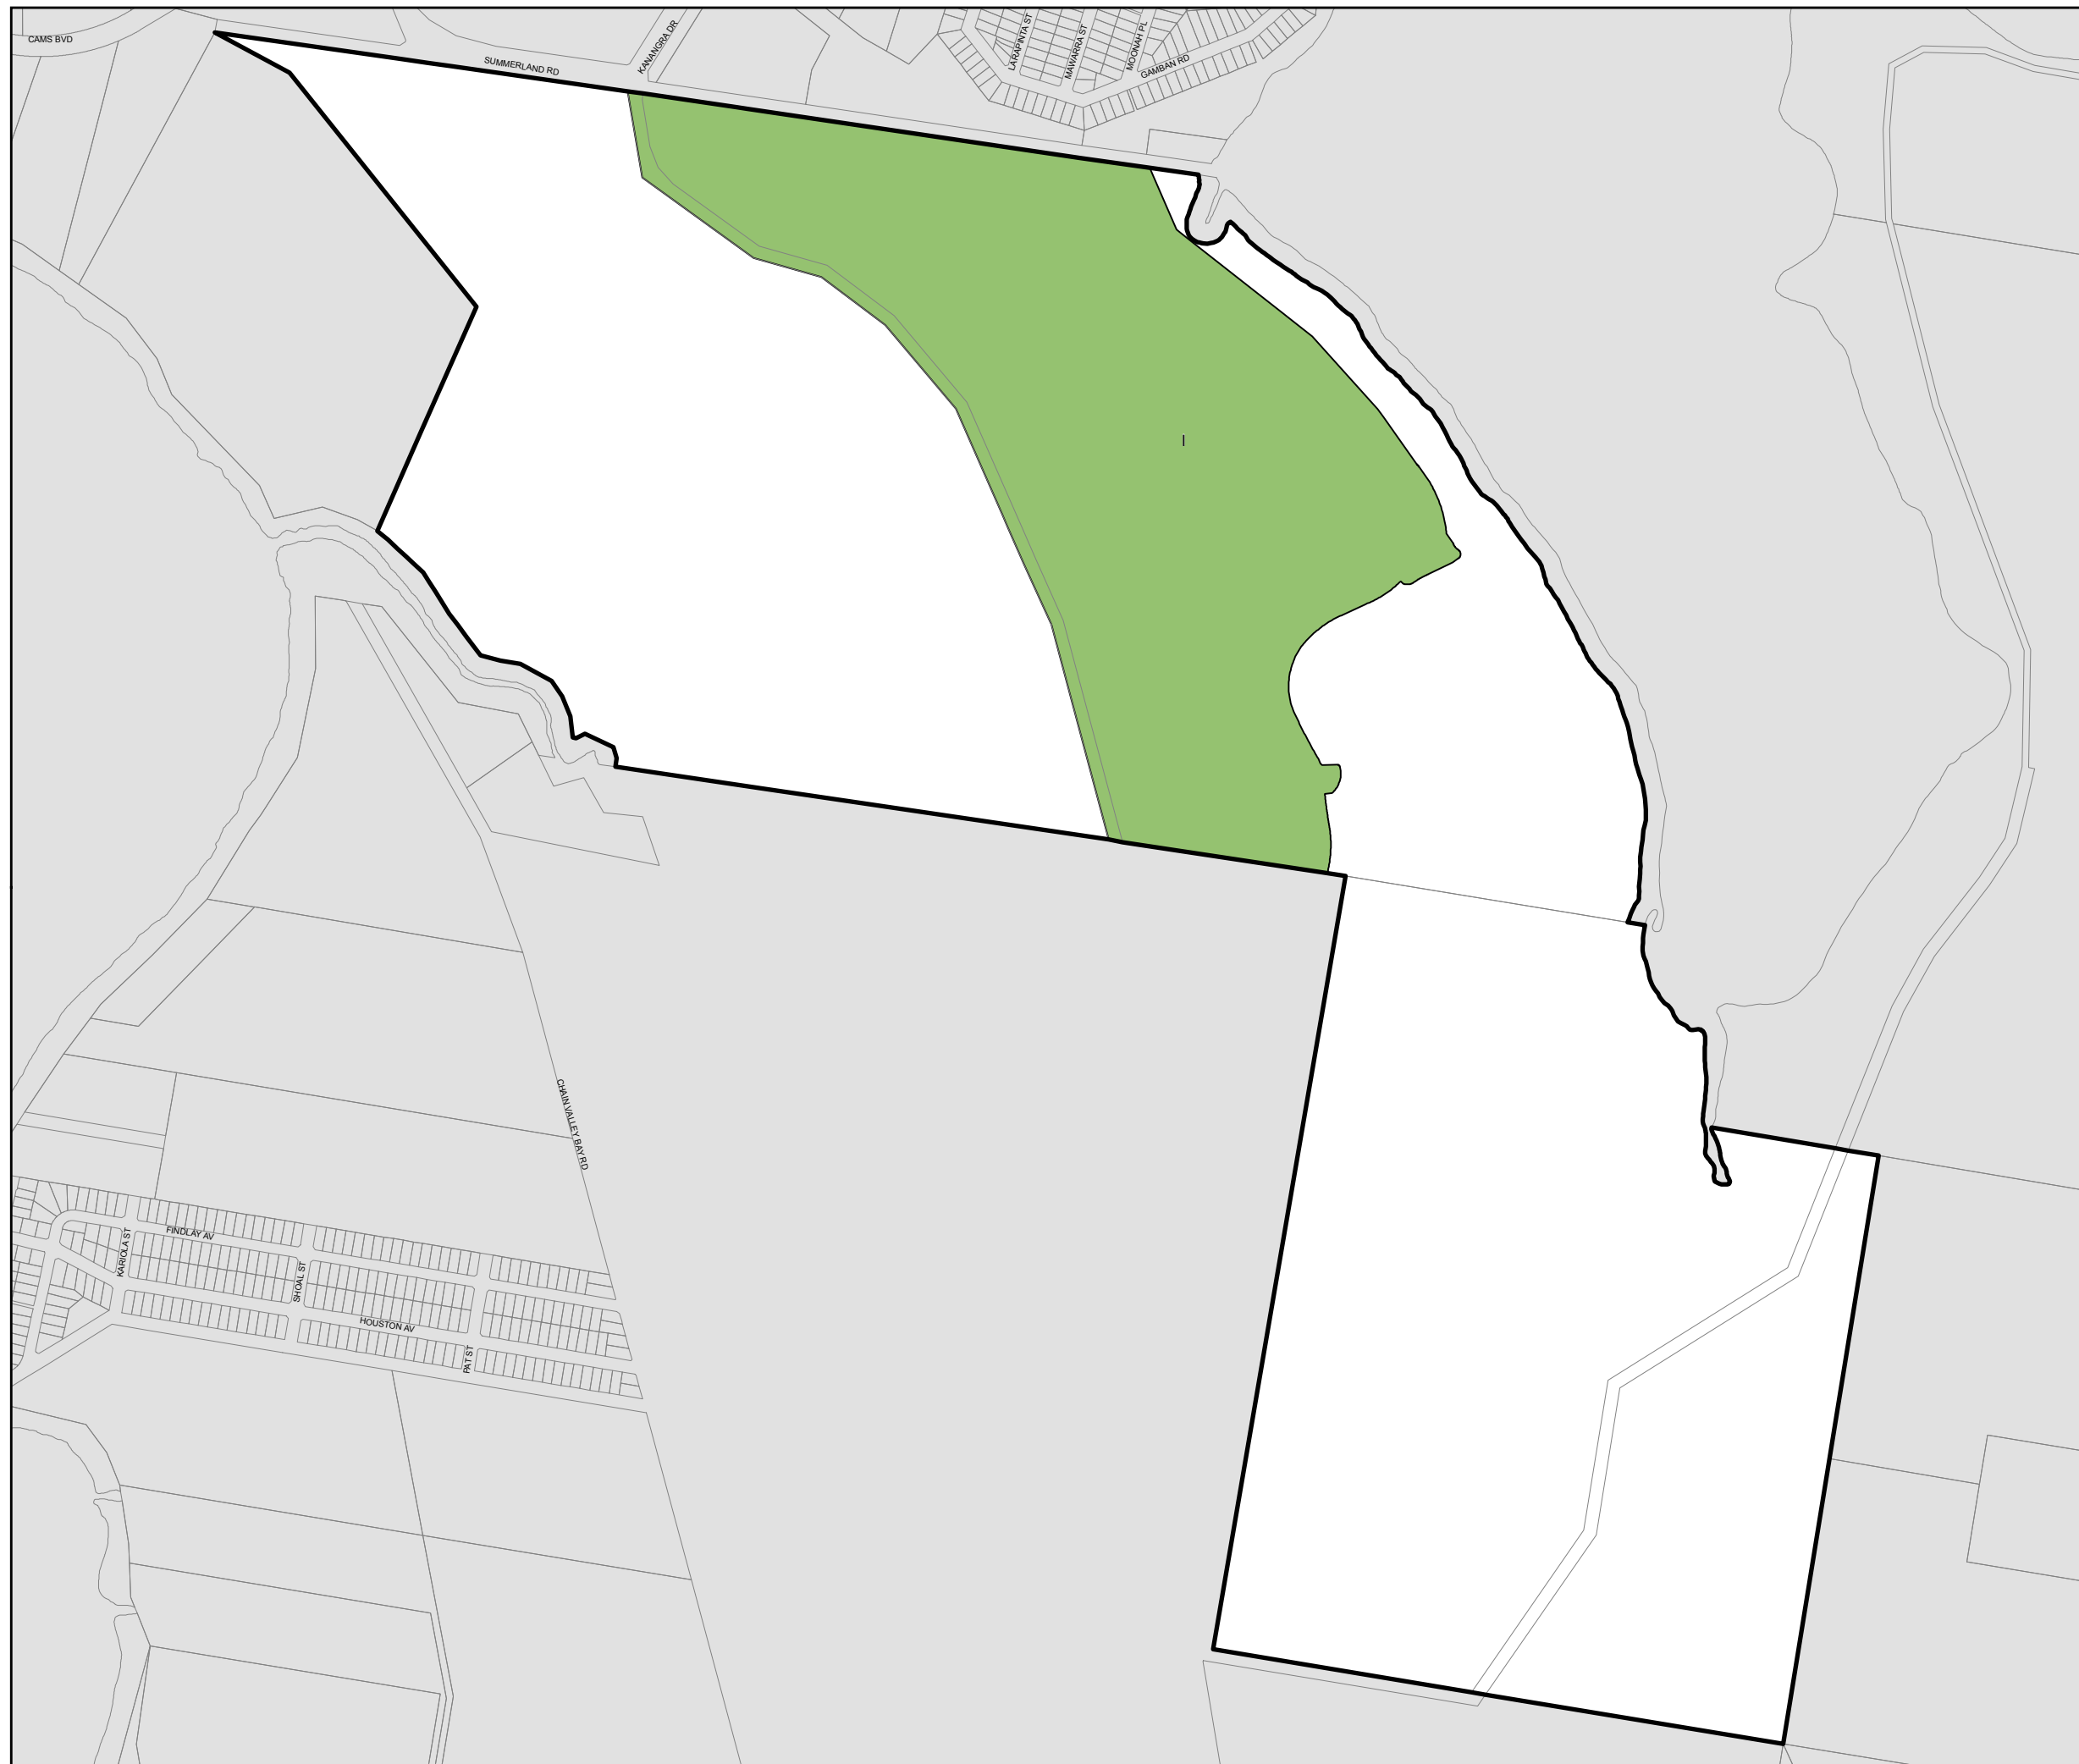 CAMS BVD
SUMMERLAND RD
KANANGRA DR
LARAPINTA ST
MAWARRA ST
MOONAH PL
GAMBAN RD
I
CHAIN VALLEY BAY RD
KARIOLA ST
FINDLAY AV
SHOAL ST
HOUSTON AV
PAT ST